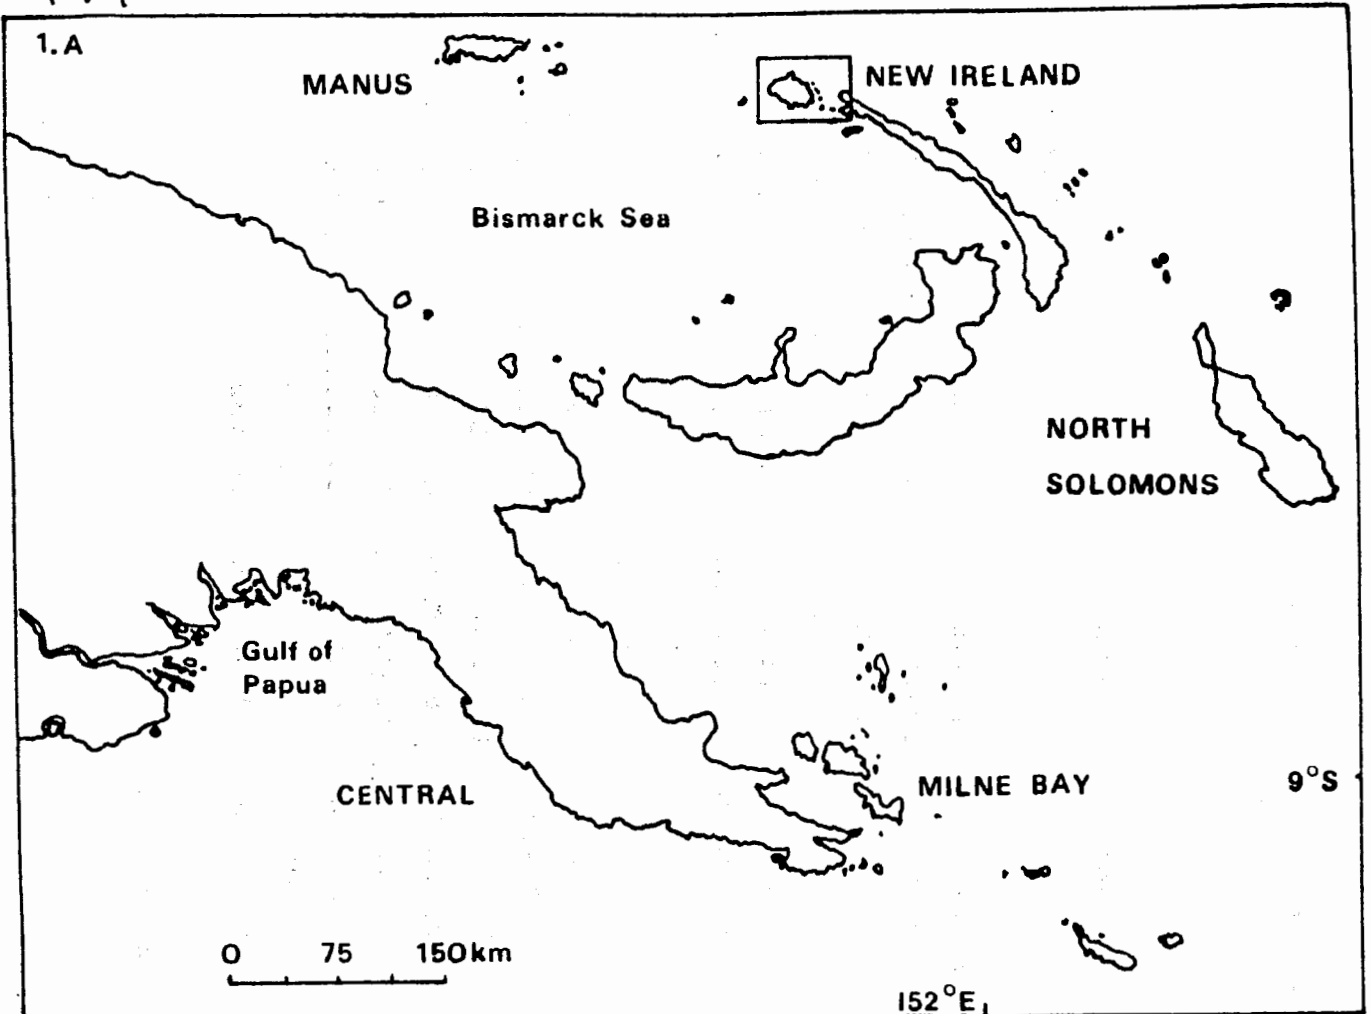 1. A
MANUS
NEW IRELAND
Bismarck Sea
NORTH
SOLOMONS
Gulf of
Papua
CENTRAL
MILNE BAY
9°S
0 75 150km
152°E